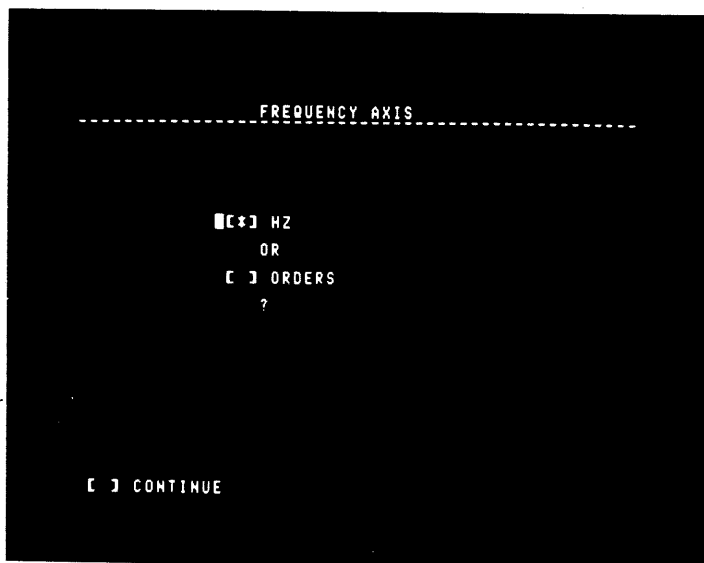 FREQUENCY AXIS
[*] HZ
OR
[ ] ORDERS
?
[ ] CONTINUE